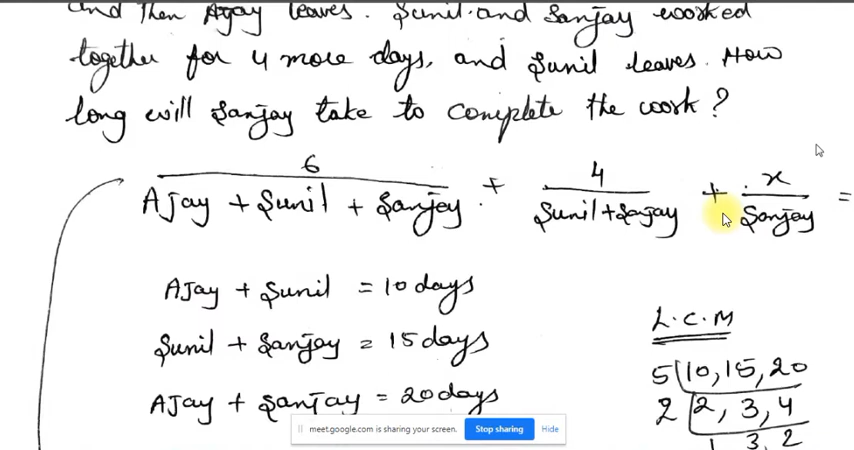 and then Ajay leaves. Sunil and Sanjay worked
together for 4 more days, and Sunil leaves. How
long will Sanjay take to complete the work?
6 / Ajay + Sunil + Sanjay + 4 / Sunil + Sanjay + x / Sanjay =
Ajay + Sunil = 10 days
Sunil + Sanjay = 15 days
Ajay + Sanjay = 20 days
L.C.M
5 | 10, 15, 20
2 | 2, 3, 4
1 3, 2
meet.google.com is sharing your screen. Stop sharing Hide